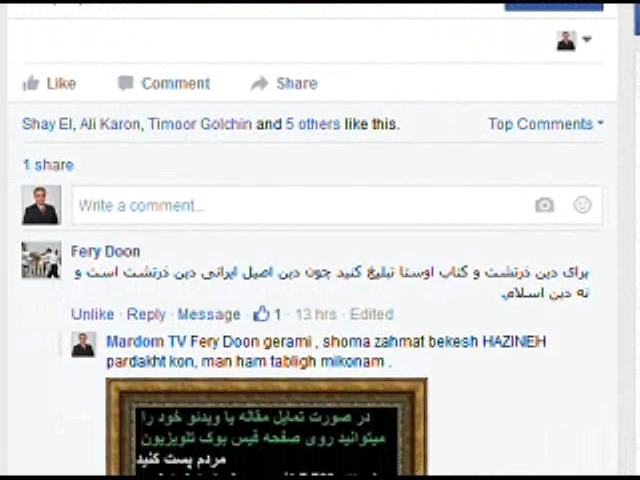 Like Comment Share
Shay El, Ali Karon, Timoor Golchin and 5 others like this. Top Comments
1 share
Write a comment...
Fery Doon
برای دین ذرتشت و کتاب اوستا تبلیغ کنید چون دین اصیل ایرانی دین ذرتشت است و
نه دین اسلام.
Unlike · Reply · Message · 1 · 13 hrs · Edited
Mardom TV Fery Doon gerami , shoma zahmat bekesh HAZINEH
pardakht kon, man ham tabligh mikonam .
در صورت تمایل مقاله یا ویدئو خود را
میتوانید روی صفحه فیس بوک تلویزیون
مردم پست کنید